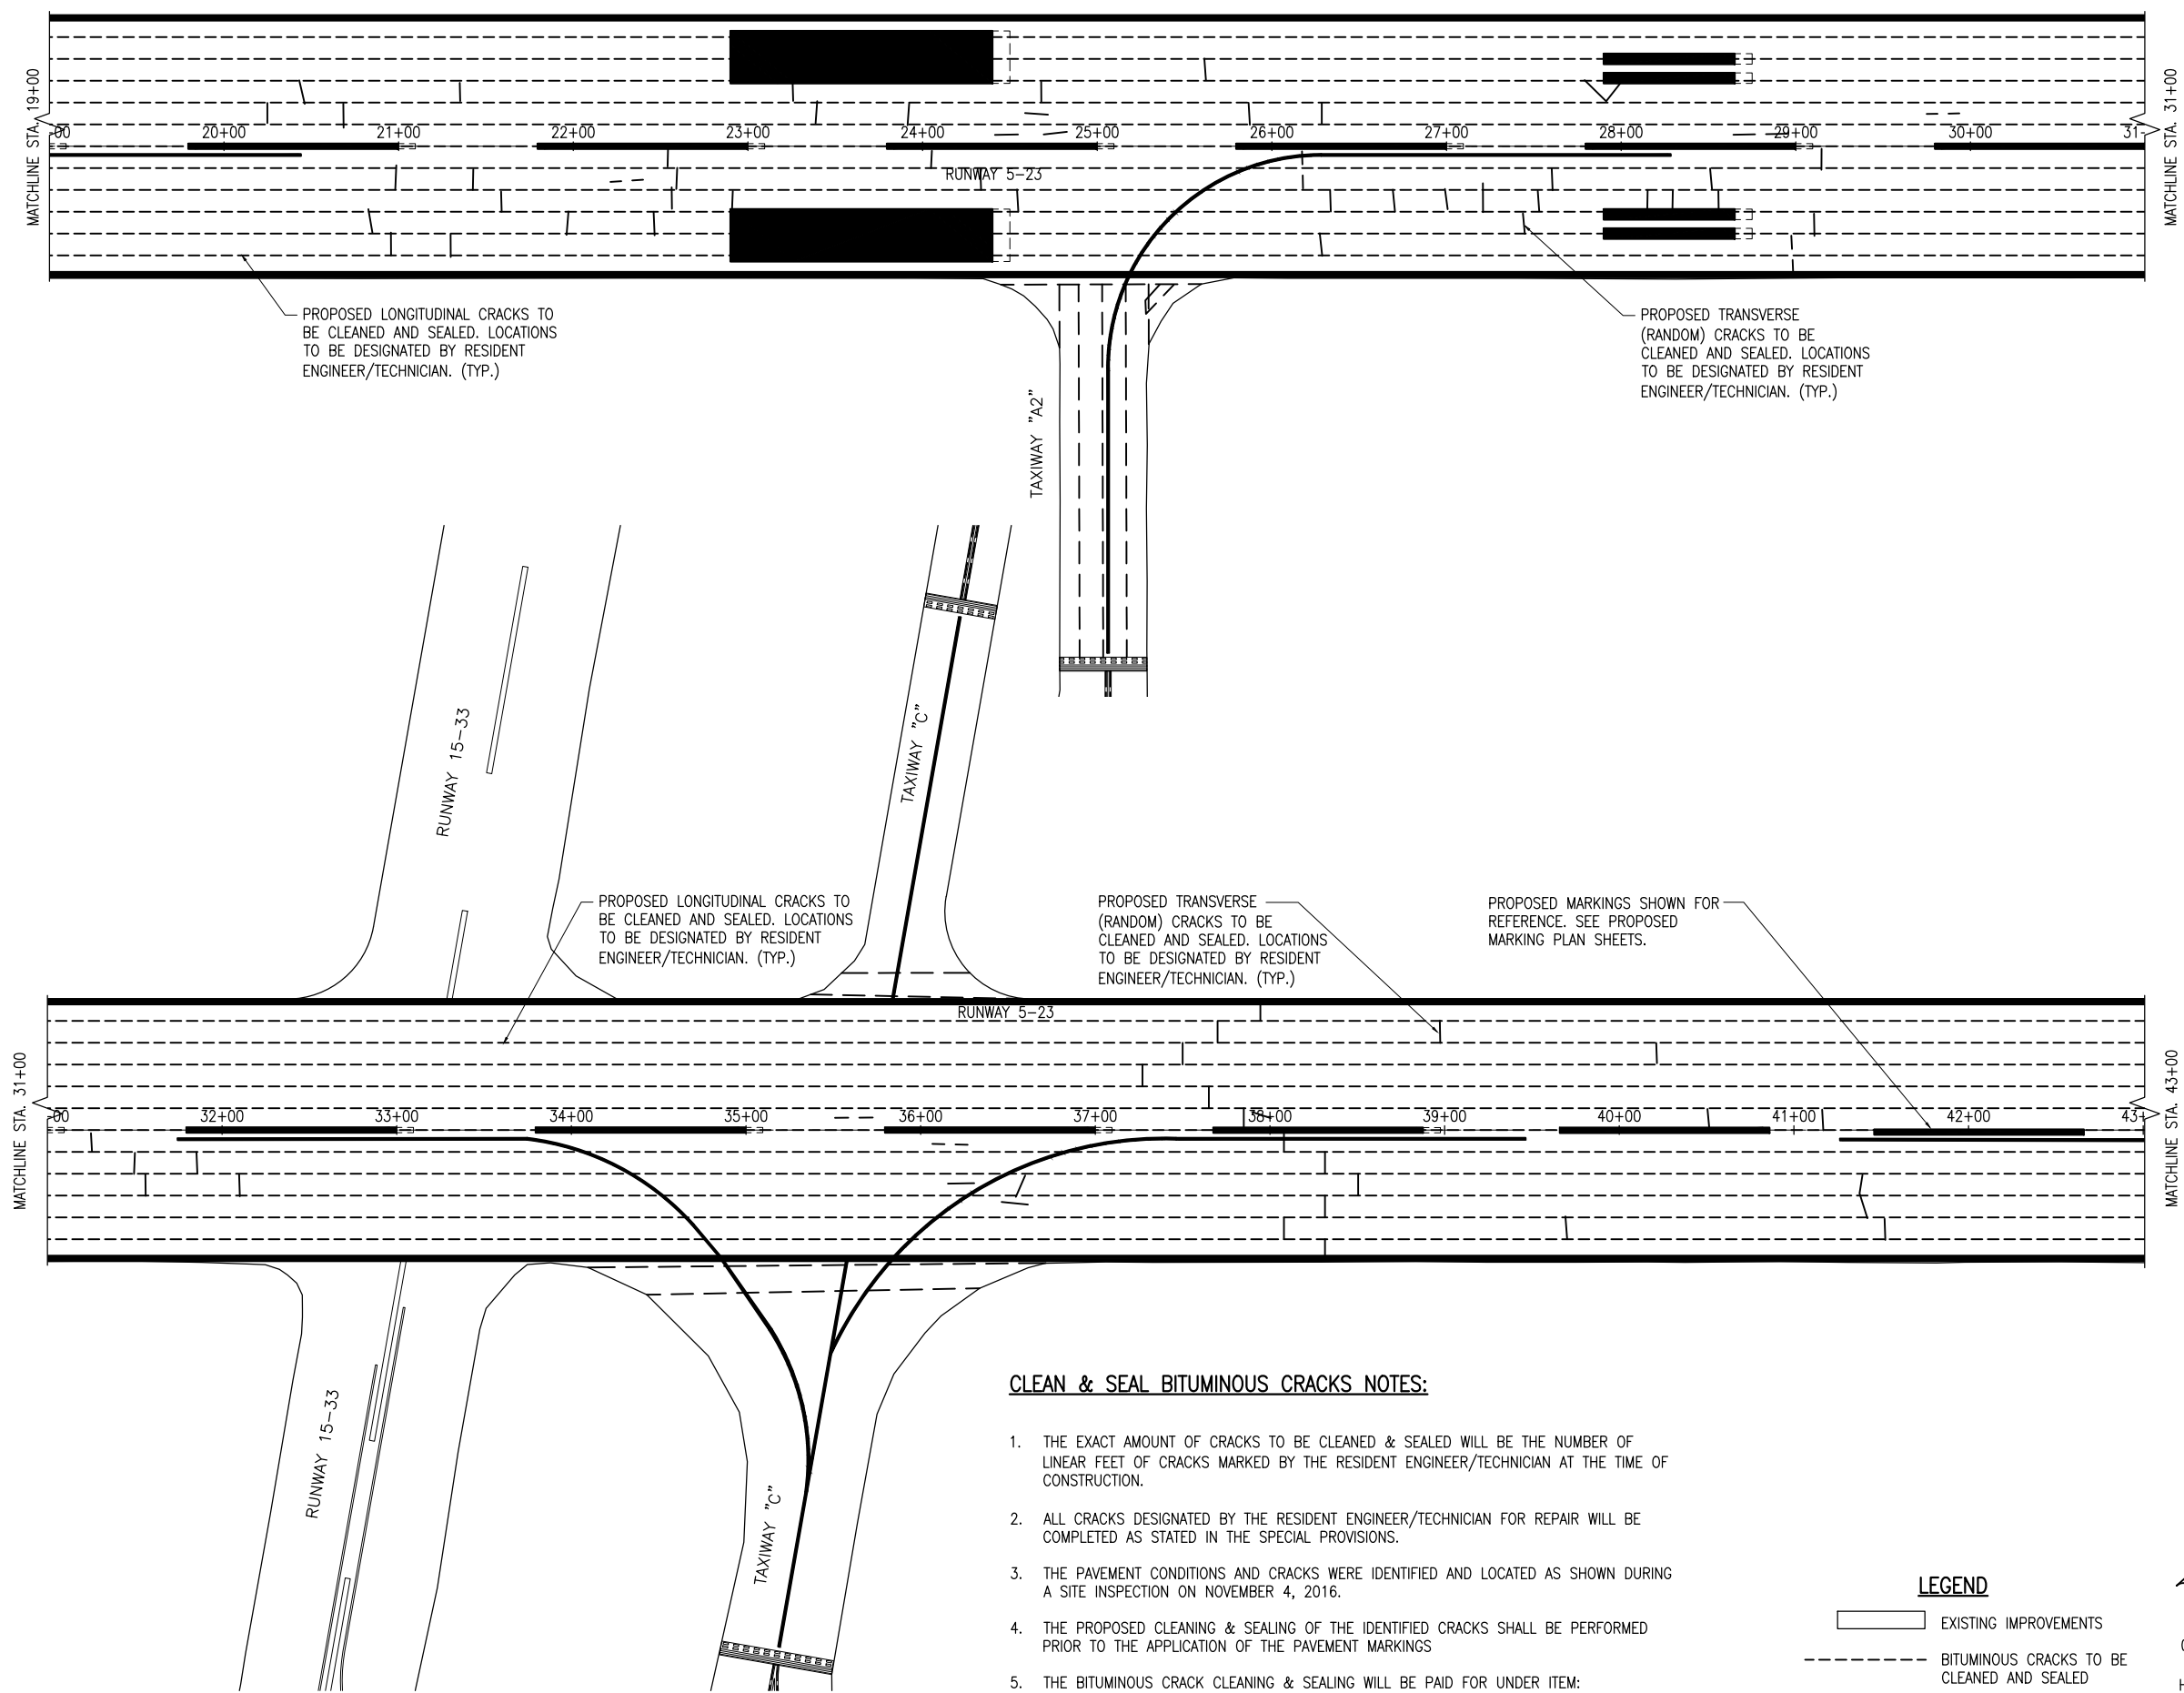 MATCHLINE STA. 19+00
20+00 21+00 22+00 23+00 24+00 25+00 26+00 27+00 28+00 29+00 30+00 31-
MATCHLINE STA. 31+00
RUNWAY 5-23
PROPOSED LONGITUDINAL CRACKS TO
BE CLEANED AND SEALED. LOCATIONS
TO BE DESIGNATED BY RESIDENT
ENGINEER/TECHNICIAN. (TYP.)
PROPOSED TRANSVERSE
(RANDOM) CRACKS TO BE
CLEANED AND SEALED. LOCATIONS
TO BE DESIGNATED BY RESIDENT
ENGINEER/TECHNICIAN. (TYP.)
TAXIWAY "A2"
RUNWAY 15-33
TAXIWAY "C"
PROPOSED LONGITUDINAL CRACKS TO
BE CLEANED AND SEALED. LOCATIONS
TO BE DESIGNATED BY RESIDENT
ENGINEER/TECHNICIAN. (TYP.)
PROPOSED TRANSVERSE
(RANDOM) CRACKS TO BE
CLEANED AND SEALED. LOCATIONS
TO BE DESIGNATED BY RESIDENT
ENGINEER/TECHNICIAN. (TYP.)
PROPOSED MARKINGS SHOWN FOR
REFERENCE. SEE PROPOSED
MARKING PLAN SHEETS.
RUNWAY 5-23
MATCHLINE STA. 31+00
32+00 33+00 34+00 35+00 36+00 37+00 38+00 39+00 40+00 41+00 42+00 43+
MATCHLINE STA. 43+00
RUNWAY 15-33
TAXIWAY "C"
CLEAN & SEAL BITUMINOUS CRACKS NOTES:
1. THE EXACT AMOUNT OF CRACKS TO BE CLEANED & SEALED WILL BE THE NUMBER OF
LINEAR FEET OF CRACKS MARKED BY THE RESIDENT ENGINEER/TECHNICIAN AT THE TIME OF
CONSTRUCTION.
2. ALL CRACKS DESIGNATED BY THE RESIDENT ENGINEER/TECHNICIAN FOR REPAIR WILL BE
COMPLETED AS STATED IN THE SPECIAL PROVISIONS.
3. THE PAVEMENT CONDITIONS AND CRACKS WERE IDENTIFIED AND LOCATED AS SHOWN DURING
A SITE INSPECTION ON NOVEMBER 4, 2016.
4. THE PROPOSED CLEANING & SEALING OF THE IDENTIFIED CRACKS SHALL BE PERFORMED
PRIOR TO THE APPLICATION OF THE PAVEMENT MARKINGS
5. THE BITUMINOUS CRACK CLEANING & SEALING WILL BE PAID FOR UNDER ITEM:
LEGEND
EXISTING IMPROVEMENTS
BITUMINOUS CRACKS TO BE
CLEANED AND SEALED